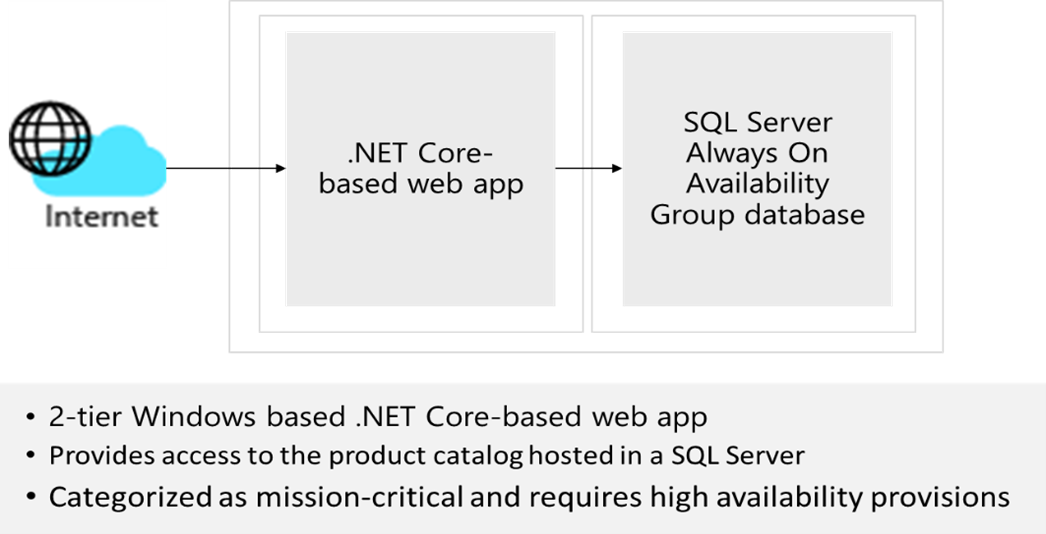 Internet
.NET Core-
based web app
SQL Server
Always On
Availability
Group database
• 2-tier Windows based .NET Core-based web app
• Provides access to the product catalog hosted in a SQL Server
• Categorized as mission-critical and requires high availability provisions